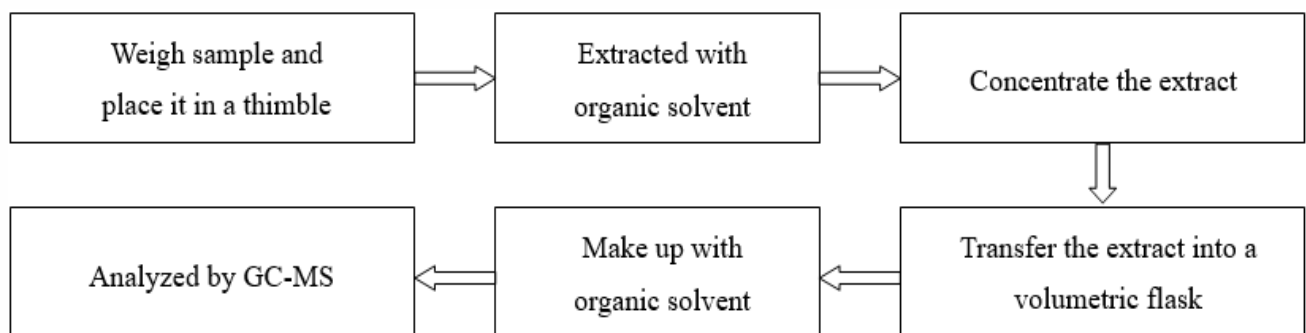 Weigh sample and
place it in a thimble
Extracted with
organic solvent
Concentrate the extract
Transfer the extract into a
volumetric flask
Make up with
organic solvent
Analyzed by GC-MS